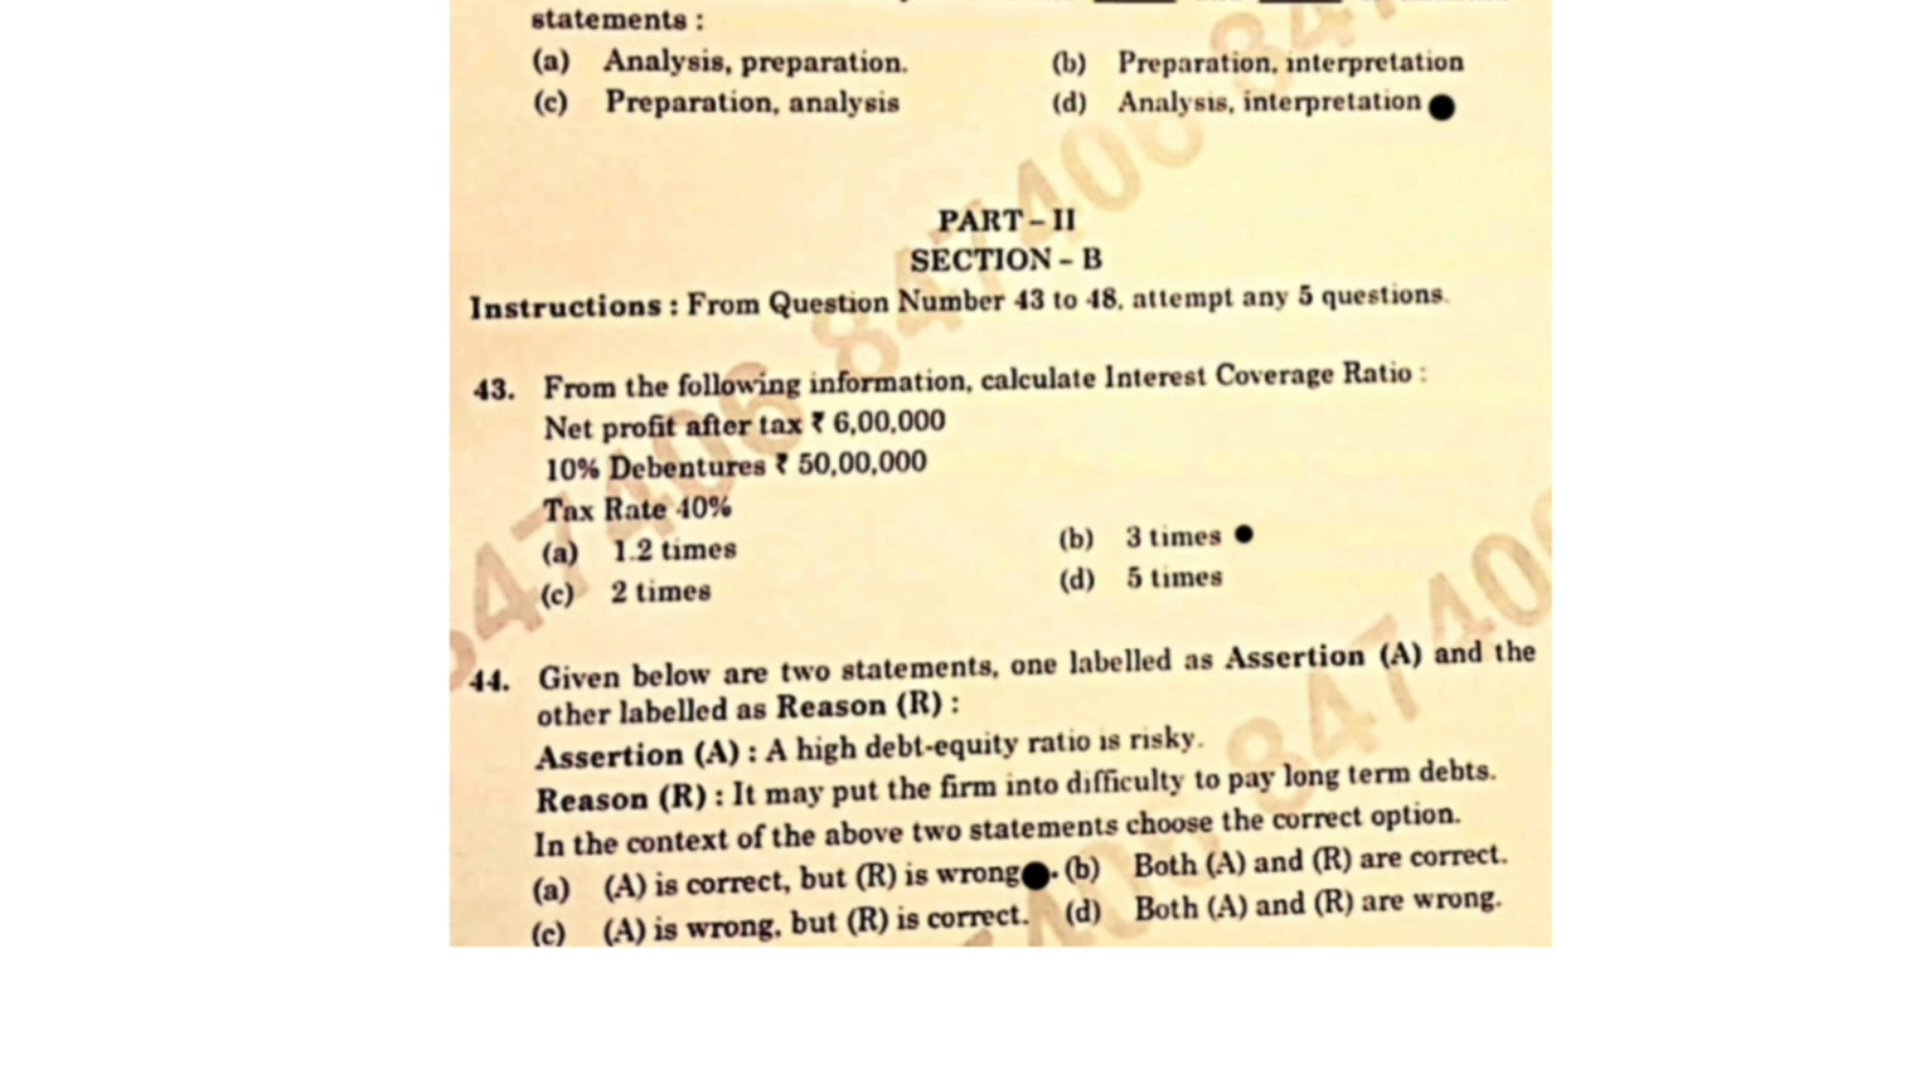 statements :
(a) Analysis, preparation.
(b) Preparation, interpretation
(c) Preparation, analysis
(d) Analysis, interpretation
PART – II
SECTION – B
Instructions : From Question Number 43 to 48, attempt any 5 questions.
43. From the following information, calculate Interest Coverage Ratio :
Net profit after tax ₹ 6,00,000
10% Debentures ₹ 50,00,000
Tax Rate 40%
(a) 1.2 times
(b) 3 times
(c) 2 times
(d) 5 times
44. Given below are two statements, one labelled as Assertion (A) and the
other labelled as Reason (R) :
Assertion (A) : A high debt-equity ratio is risky.
Reason (R) : It may put the firm into difficulty to pay long term debts.
In the context of the above two statements choose the correct option.
(a) (A) is correct, but (R) is wrong.
(b) Both (A) and (R) are correct.
(c) (A) is wrong, but (R) is correct.
(d) Both (A) and (R) are wrong.
847406 847406 847406
847406 847406